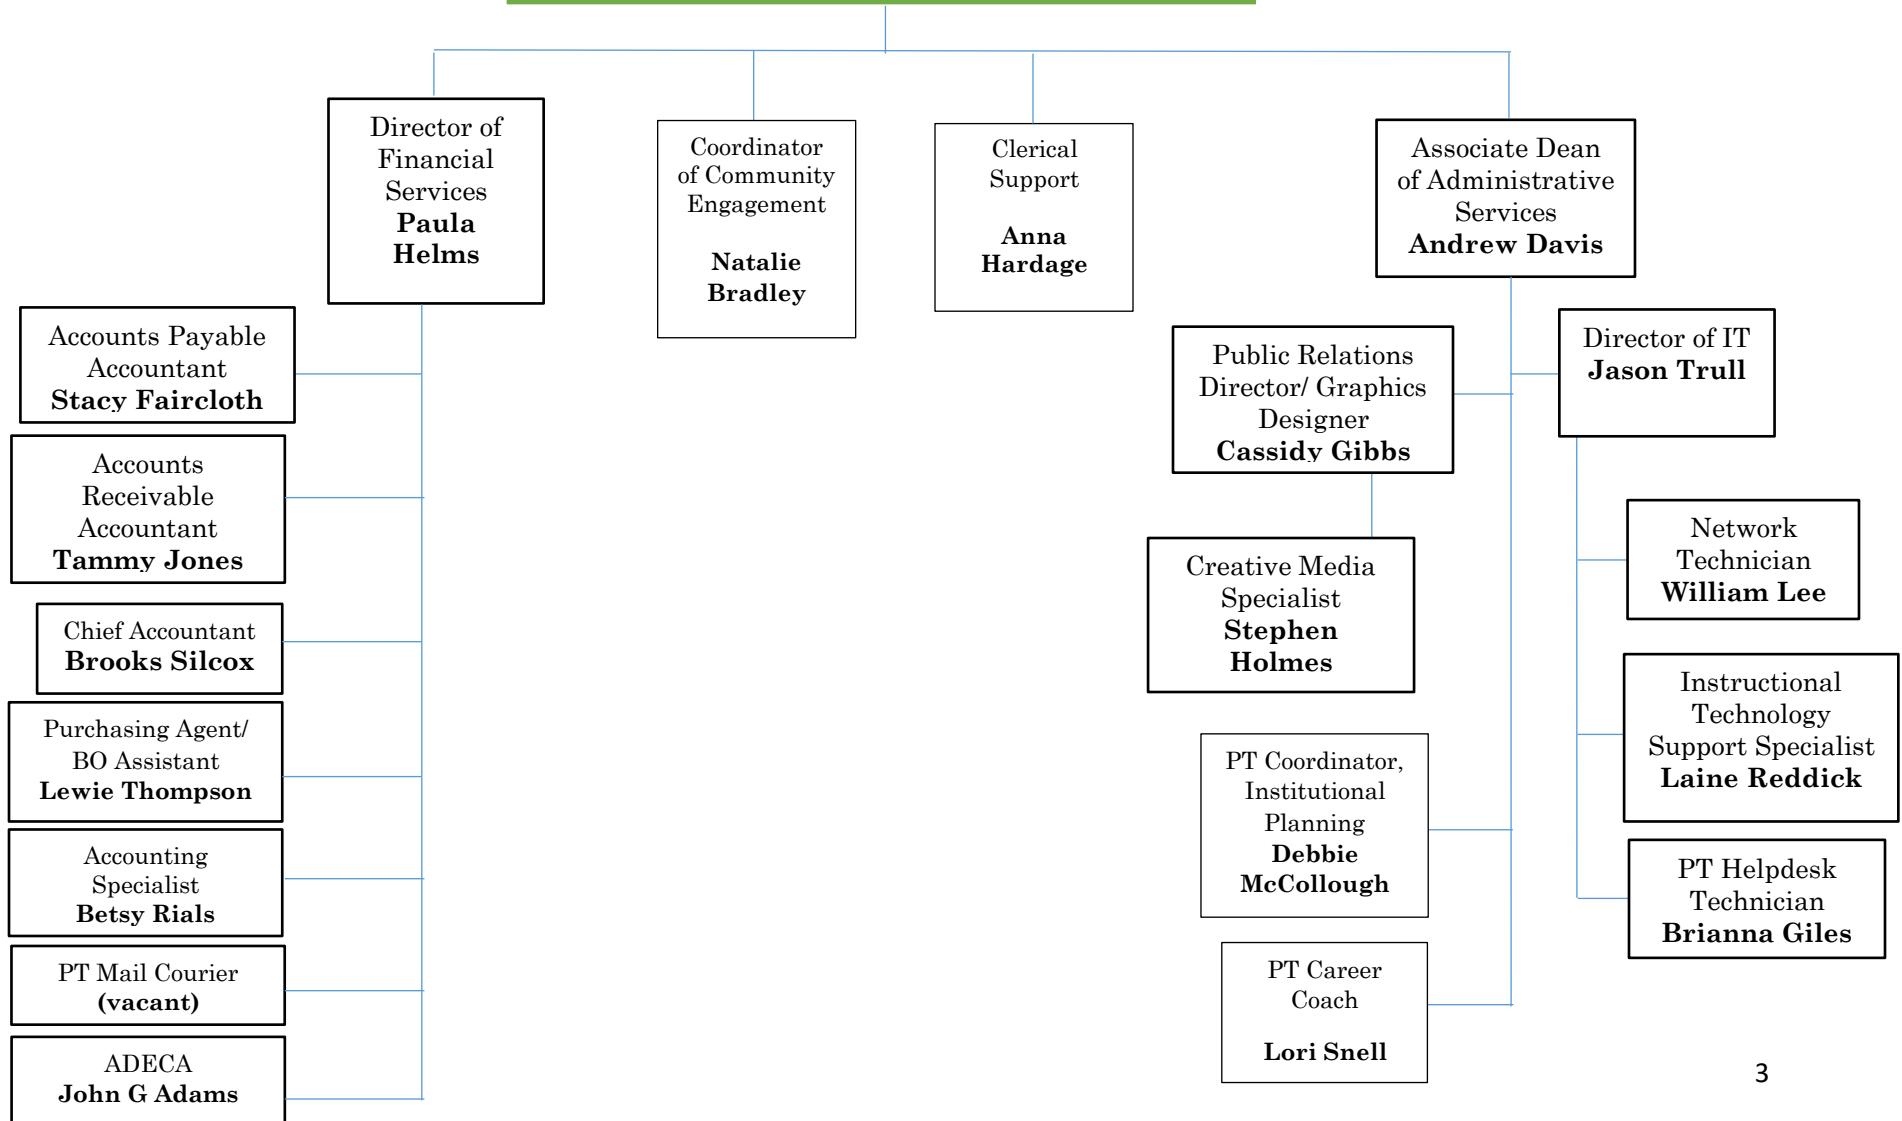 Director of
Financial
Services
Paula
Helms
Coordinator
of Community
Engagement
Natalie
Bradley
Clerical
Support
Anna
Hardage
Associate Dean
of Administrative
Services
Andrew Davis
Accounts Payable
Accountant
Stacy Faircloth
Accounts
Receivable
Accountant
Tammy Jones
Chief Accountant
Brooks Silcox
Purchasing Agent/
BO Assistant
Lewie Thompson
Accounting
Specialist
Betsy Rials
PT Mail Courier
(vacant)
ADECA
John G Adams
Public Relations
Director/ Graphics
Designer
Cassidy Gibbs
Creative Media
Specialist
Stephen
Holmes
PT Coordinator,
Institutional
Planning
Debbie
McCollough
PT Career
Coach
Lori Snell
Director of IT
Jason Trull
Network
Technician
William Lee
Instructional
Technology
Support Specialist
Laine Reddick
PT Helpdesk
Technician
Brianna Giles
3